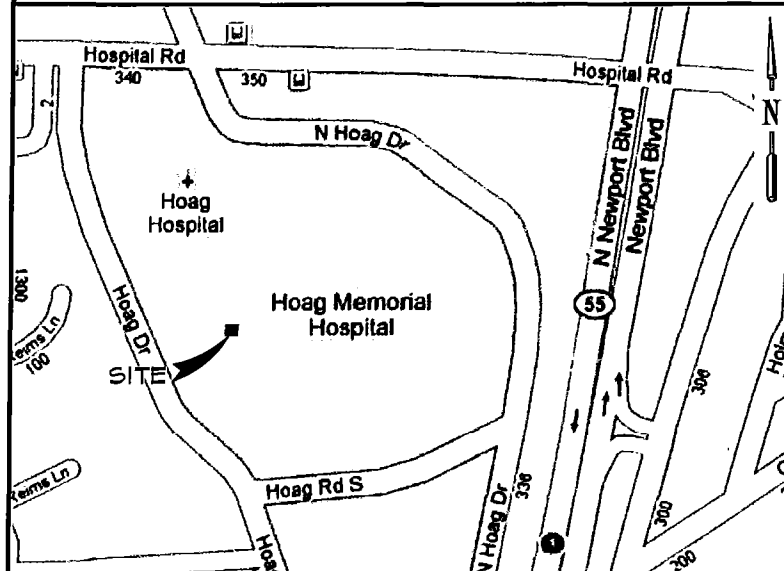 Hospital Rd
340
350
Hospital Rd
2
N Hoag Dr
N
N Newport Blvd
Newport Blvd
Hoag
Hospital
1300
Hoag Dr
Hoag Memorial
Hospital
55
Reims Ln
100
SITE
306
Reims Ln
Hoag Rd S
N Hoag Dr
336
300
200
1